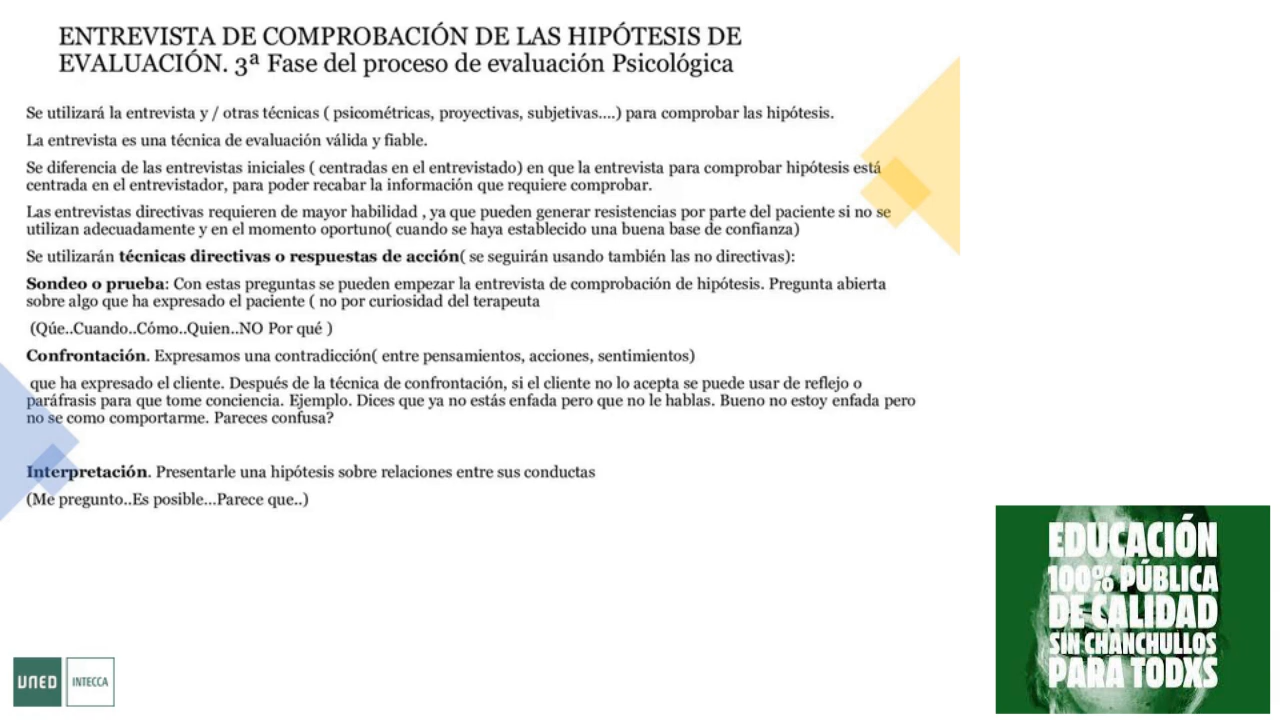 ENTREVISTA DE COMPROBACIÓN DE LAS HIPÓTESIS DE
EVALUACIÓN. 3ª Fase del proceso de evaluación Psicológica
Se utilizará la entrevista y / otras técnicas ( psicométricas, proyectivas, subjetivas....) para comprobar las hipótesis.
La entrevista es una técnica de evaluación válida y fiable.
Se diferencia de las entrevistas iniciales ( centradas en el entrevistado) en que la entrevista para comprobar hipótesis está
centrada en el entrevistador, para poder recabar la información que requiere comprobar.
Las entrevistas directivas requieren de mayor habilidad , ya que pueden generar resistencias por parte del paciente si no se
utilizan adecuadamente y en el momento oportuno( cuando se haya establecido una buena base de confianza)
Se utilizarán técnicas directivas o respuestas de acción( se seguirán usando también las no directivas):
Sondeo o prueba: Con estas preguntas se pueden empezar la entrevista de comprobación de hipótesis. Pregunta abierta
sobre algo que ha expresado el paciente ( no por curiosidad del terapeuta
(Qúe..Cuando..Cómo..Quien..NO Por qué )
Confrontación. Expresamos una contradicción( entre pensamientos, acciones, sentimientos)
que ha expresado el cliente. Después de la técnica de confrontación, si el cliente no lo acepta se puede usar de reflejo o
paráfrasis para que tome conciencia. Ejemplo. Dices que ya no estás enfada pero que no le hablas. Bueno no estoy enfada pero
no se como comportarme. Pareces confusa?
Interpretación. Presentarle una hipótesis sobre relaciones entre sus conductas
(Me pregunto..Es posible...Parece que..)
EDUCACIÓN
100% PÚBLICA
DE CALIDAD
SIN CHANCHULLOS
PARA TODXS
UNED
INTECCA